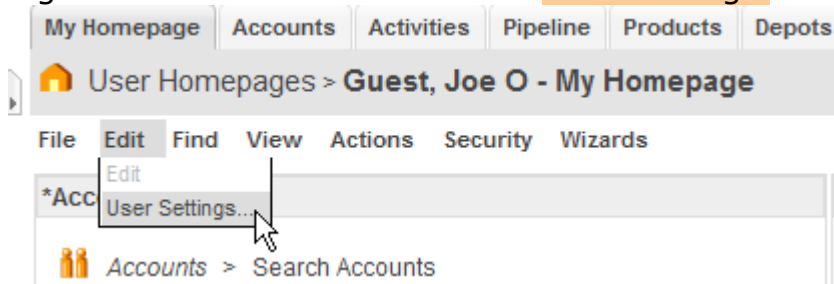 My Homepage Accounts Activities Pipeline Products Depots
User Homepages > Guest, Joe O - My Homepage
File Edit Find View Actions Security Wizards
Edit
User Settings...
Accounts > Search Accounts